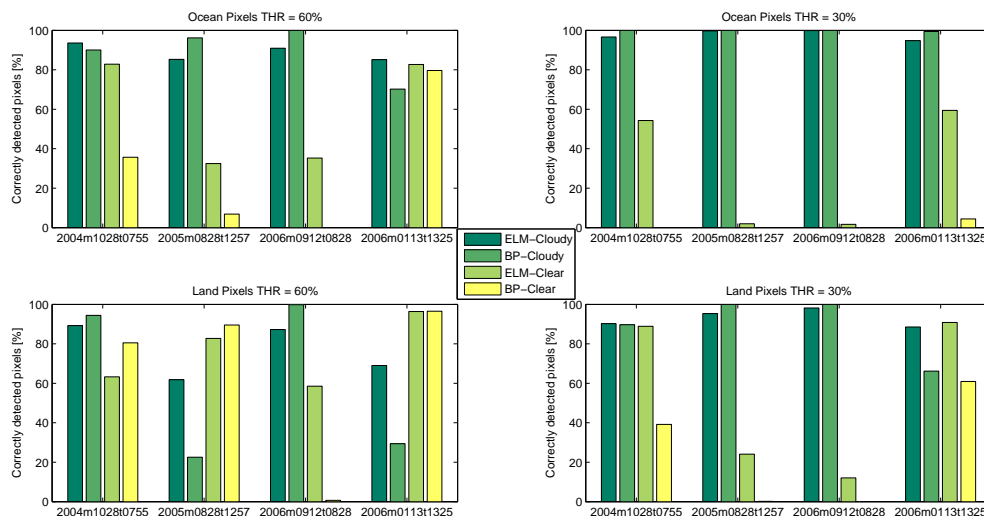 Ocean Pixels THR = 60%
Correctly detected pixels [%]
100
80
60
40
20
0
2004m1028t0755 2005m0828t1257 2006m0912t0828 2006m0113t1325
Ocean Pixels THR = 30%
Correctly detected pixels [%]
100
80
60
40
20
0
2004m1028t0755 2005m0828t1257 2006m0912t0828 2006m0113t1325
ELM−Cloudy
BP−Cloudy
ELM−Clear
BP−Clear
Land Pixels THR = 60%
Correctly detected pixels [%]
100
80
60
40
20
0
2004m1028t0755 2005m0828t1257 2006m0912t0828 2006m0113t1325
Land Pixels THR = 30%
Correctly detected pixels [%]
100
80
60
40
20
0
2004m1028t0755 2005m0828t1257 2006m0912t0828 2006m0113t1325